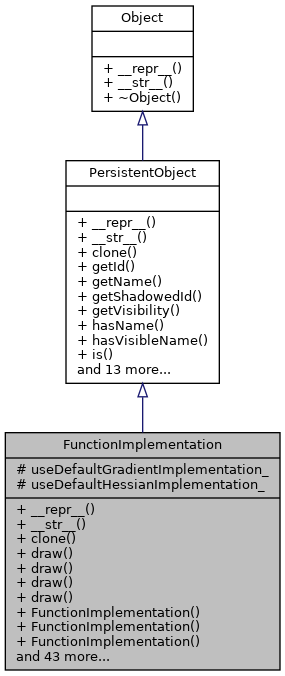 Object
+ __repr__()
+ __str__()
+ ~Object()
PersistentObject
+ __repr__()
+ __str__()
+ clone()
+ getId()
+ getName()
+ getShadowedId()
+ getVisibility()
+ hasName()
+ hasVisibleName()
+ is()
and 13 more...
FunctionImplementation
# useDefaultGradientImplementation_
# useDefaultHessianImplementation_
+ __repr__()
+ __str__()
+ clone()
+ draw()
+ draw()
+ draw()
+ draw()
+ FunctionImplementation()
+ FunctionImplementation()
+ FunctionImplementation()
and 43 more...